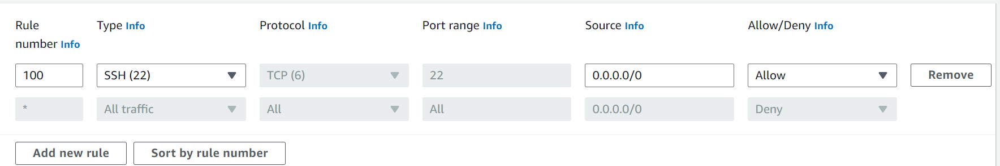 Rule number Info Type Info Protocol Info Port range Info Source Info Allow/Deny Info
100 SSH (22) TCP (6) 22 0.0.0.0/0 Allow Remove
* All traffic All All 0.0.0.0/0 Deny
Add new rule Sort by rule number